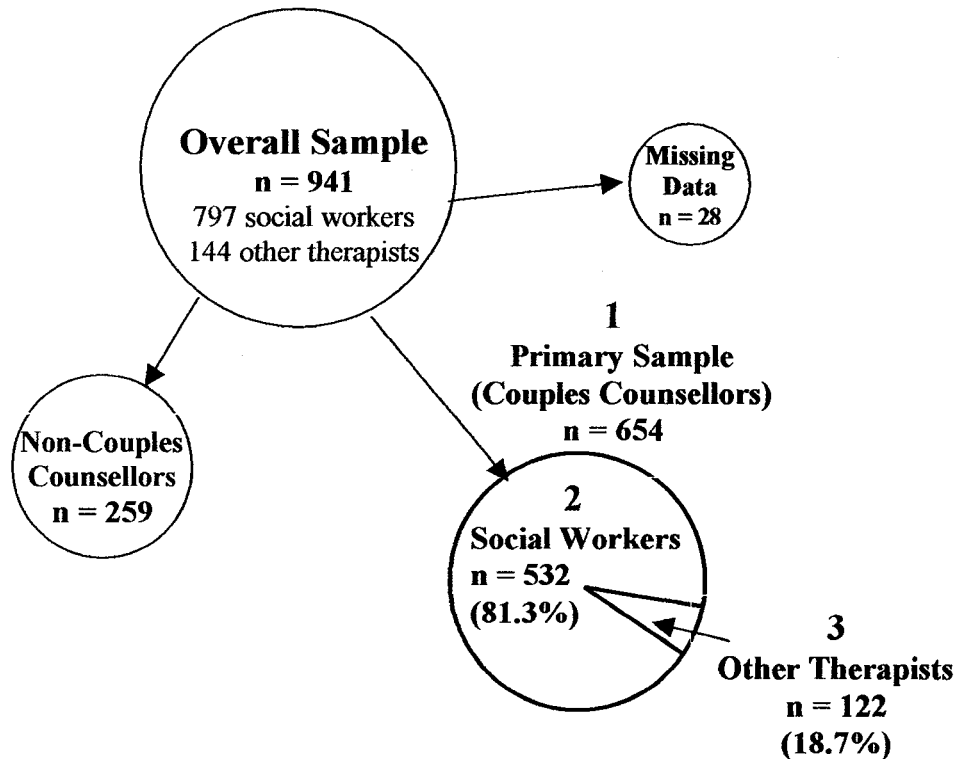 Overall Sample
n = 941
797 social workers
144 other therapists
Missing
Data
n = 28
Non-Couples
Counsellors
n = 259
1
Primary Sample
(Couples Counsellors)
n = 654
2
Social Workers
n = 532
(81.3%)
3
Other Therapists
n = 122
(18.7%)